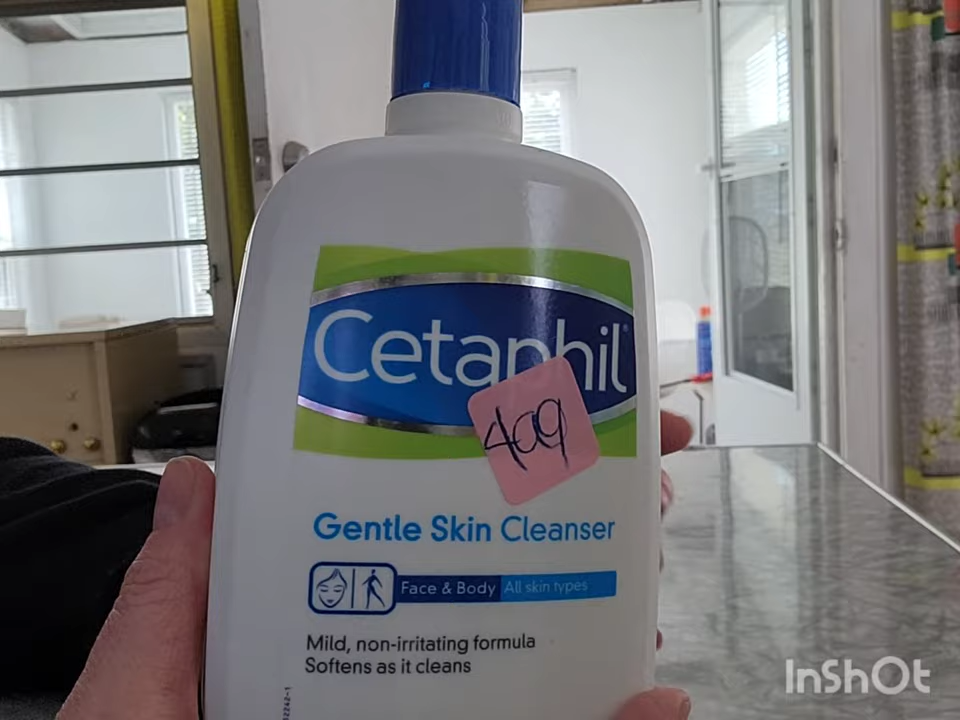 Cetaphil
409
Gentle Skin Cleanser
Face & Body All skin types
Mild, non-irritating formula
Softens as it cleans
InShOt